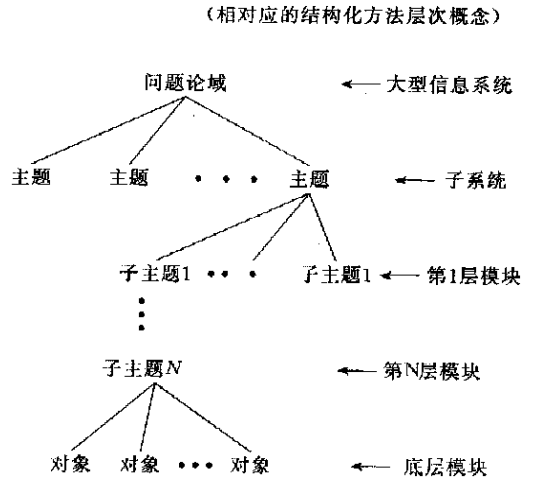 （相对应的结构化方法层次概念）
问题论域 ← 大型信息系统
主题 主题 • • • 主题 ← 子系统
子主题1 • • • 子主题1 ← 第1层模块
子主题N ← 第N层模块
对象 对象 ••• 对象 ← 底层模块